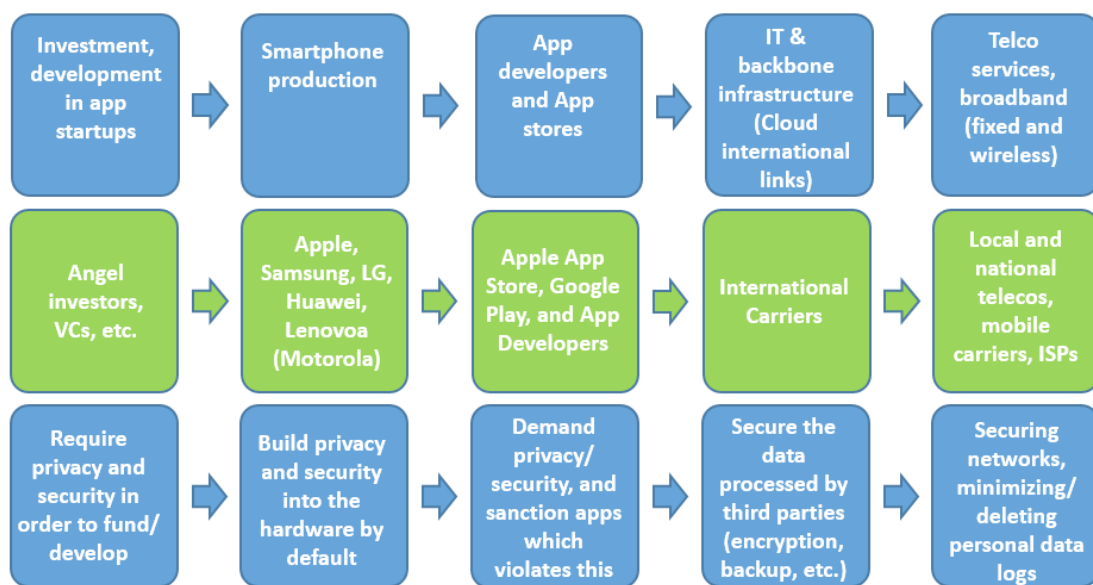 Investment,
development
in app
startups
Smartphone
production
App
developers
and App
stores
IT &
backbone
infrastructure
(Cloud
international
links)
Telco
services,
broadband
(fixed and
wireless)
Angel
investors,
VCs, etc.
Apple,
Samsung, LG,
Huawei,
Lenovoa
(Motorola)
Apple App
Store, Google
Play, and App
Developers
International
Carriers
Local and
national
telecos,
mobile
carriers, ISPs
Require
privacy and
security in
order to fund/
develop
Build privacy
and security
into the
hardware by
default
Demand
privacy/
security, and
sanction apps
which
violates this
Secure the
data
processed by
third parties
(encryption,
backup, etc.)
Securing
networks,
minimizing/
deleting
personal data
logs